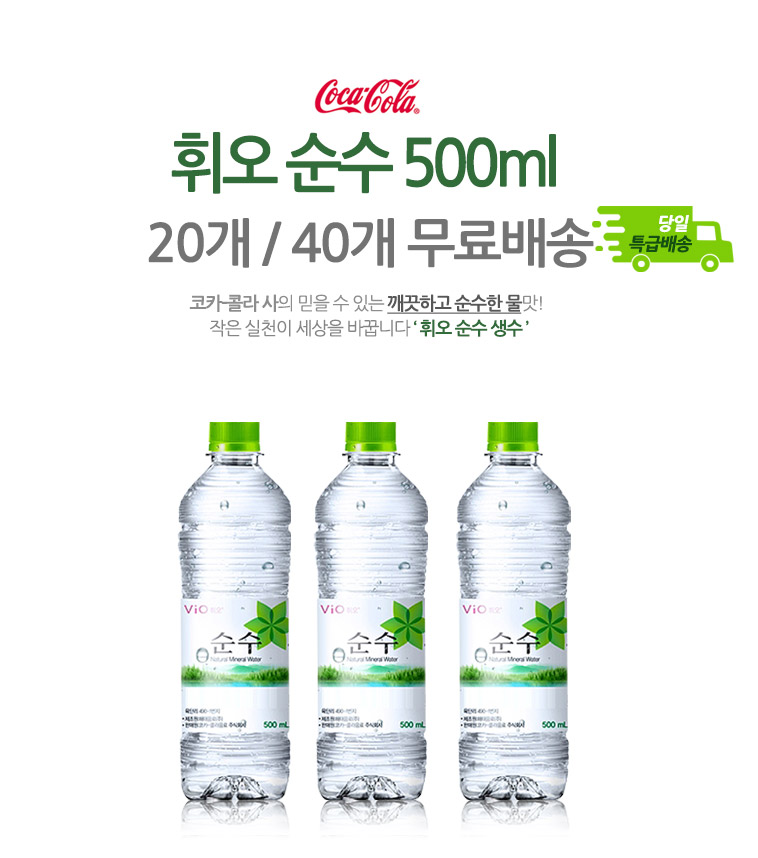 Coca-Cola
휘오 순수 500ml
20개 / 40개 무료배송
당일
특급배송
코카-콜라 사의 믿을 수 있는 깨끗하고 순수한 물맛!
작은 실천이 세상을 바꿉니다 ‘휘오 순수 생수’
ViO
순수
Natural Mineral Water
500 mL
ViO
순수
Natural Mineral Water
500 mL
ViO
순수
Natural Mineral Water
500 mL